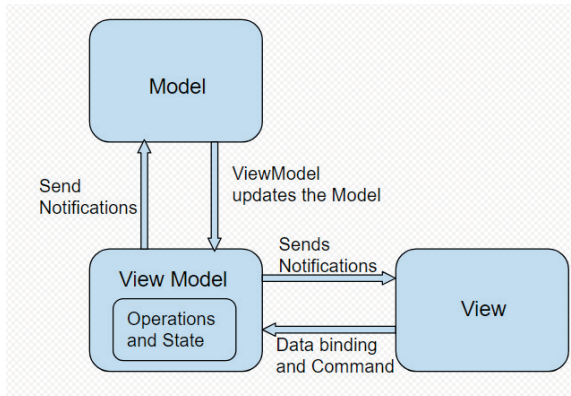 Model
Send
Notifications
ViewModel
updates the Model
View Model
Operations
and State
Sends
Notifications
Data binding
and Command
View